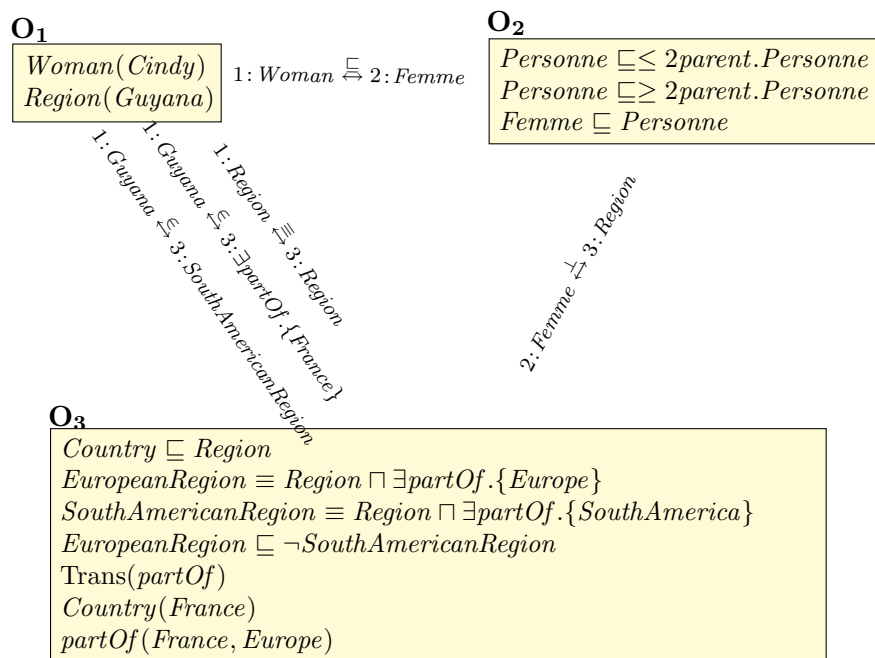 O₁
Woman(Cindy)
Region(Guyana)
1: Woman ⊑↔ 2: Femme
O₂
Personne ⊑≤ 2parent.Personne
Personne ⊑≥ 2parent.Personne
Femme ⊑ Personne
1: Guyana ∈↔ 3: SouthAmericanRegion
1: Guyana ∈↔ 3: ∃partOf.{France}
1: Region ≡↔ 3: Region
2: Femme ⊥↔ 3: Region
O₃
Country ⊑ Region
EuropeanRegion ≡ Region ⊓ ∃partOf.{Europe}
SouthAmericanRegion ≡ Region ⊓ ∃partOf.{SouthAmerica}
EuropeanRegion ⊑ ¬SouthAmericanRegion
Trans(partOf)
Country(France)
partOf(France, Europe)